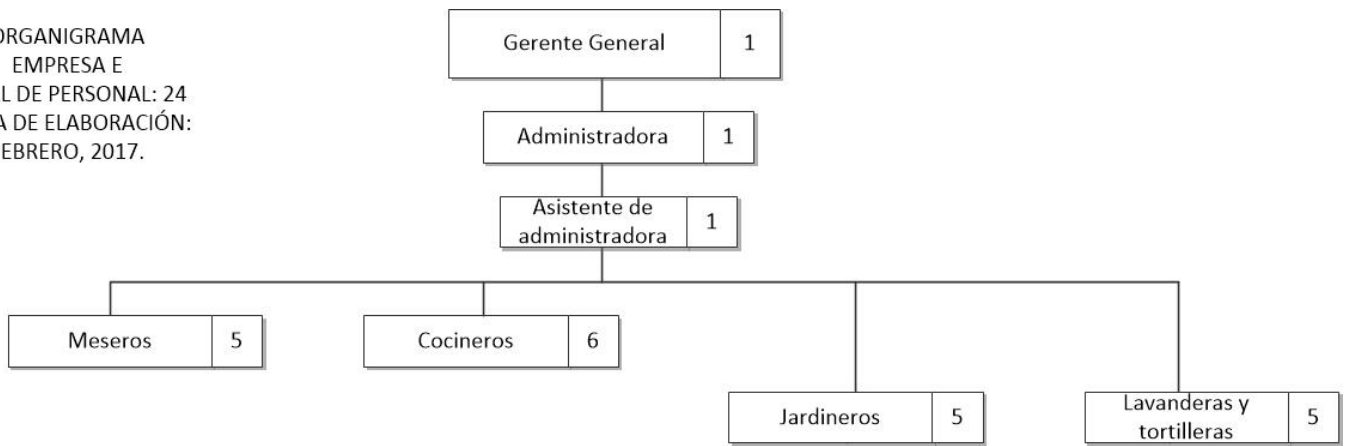 ORGANIGRAMA
EMPRESA E
L DE PERSONAL: 24
A DE ELABORACIÓN:
EBRERO, 2017.
Gerente General 1
Administradora 1
Asistente de
administradora 1
Meseros 5
Cocineros 6
Jardineros 5
Lavanderas y
tortilleras 5